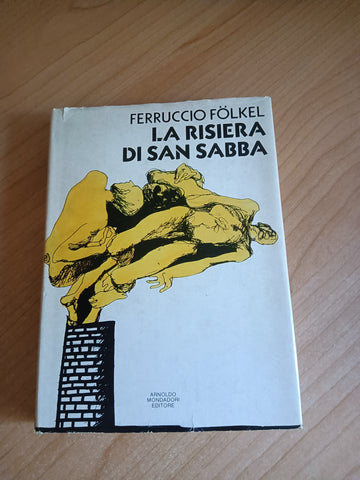 FERRUCCIO FÖLKEL
LA RISIERA
DI SAN SABBA
ARNOLDO
MONDADORI
EDITORE